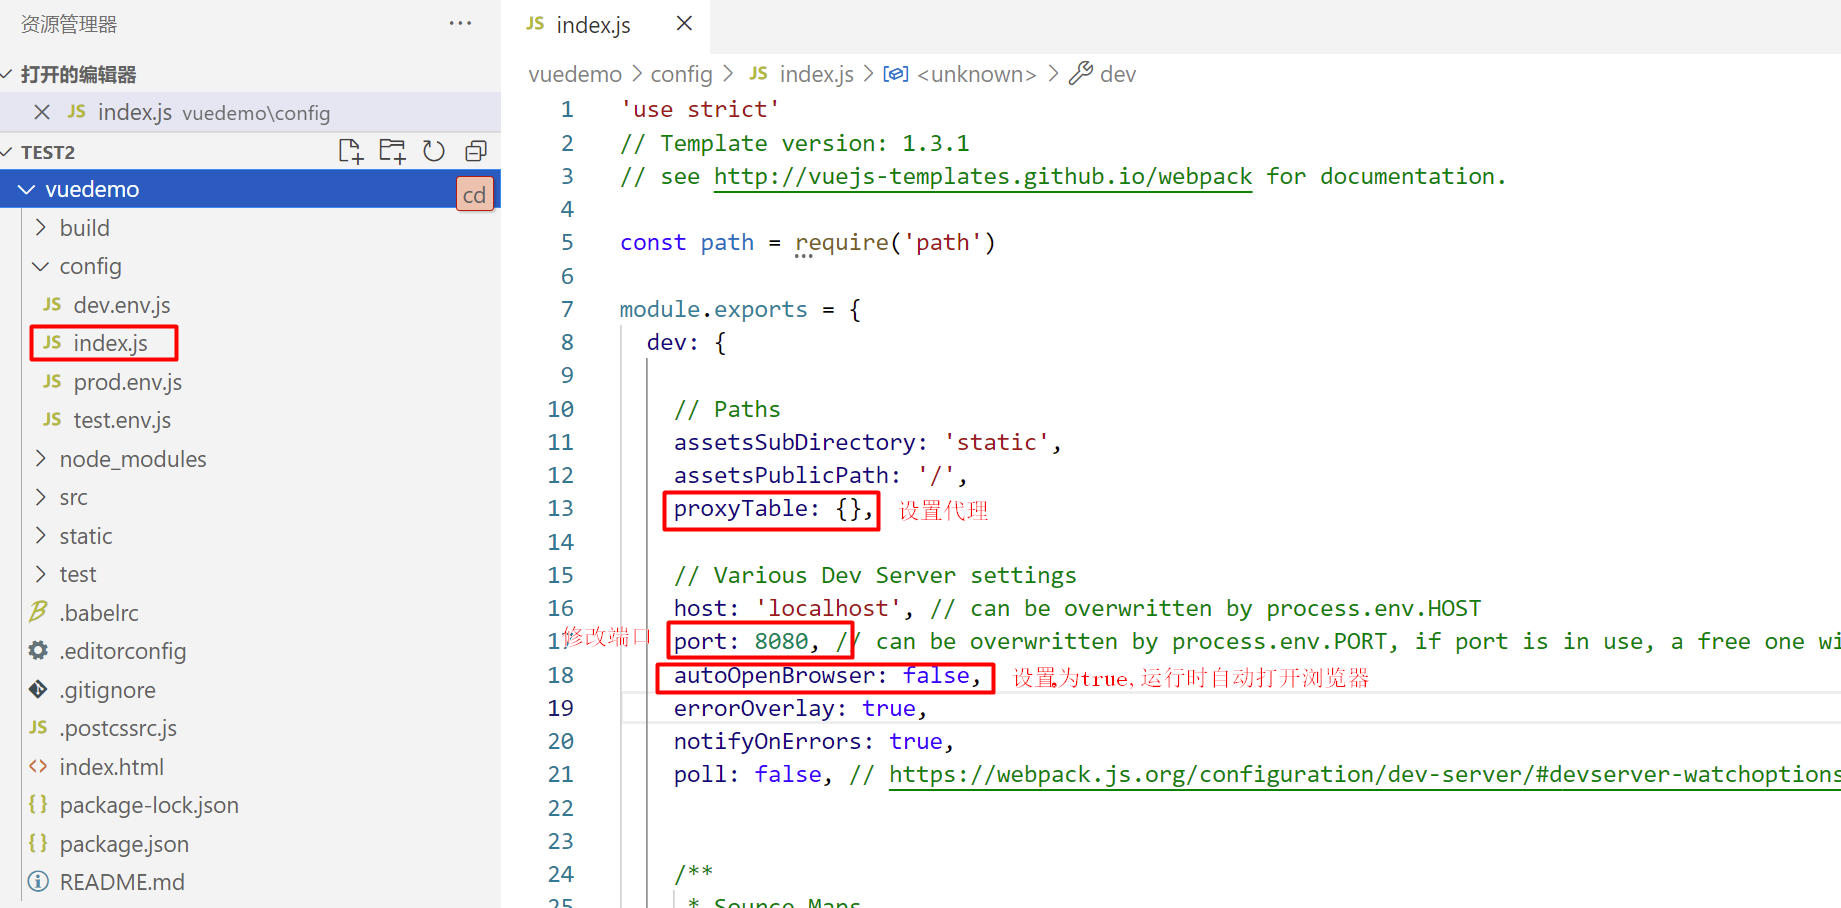 资源管理器 ···
打开的编辑器
JS index.js vuedemo\config
TEST2
vuedemo cd
build
config
JS dev.env.js
JS index.js
JS prod.env.js
JS test.env.js
node_modules
src
static
test
.babelrc
.editorconfig
.gitignore
JS .postcssrc.js
<> index.html
{} package-lock.json
{} package.json
README.md
JS index.js
vuedemo > config > JS index.js > <unknown> > dev
1 'use strict'
2 // Template version: 1.3.1
3 // see http://vuejs-templates.github.io/webpack for documentation.
4
5 const path = require('path')
6
7 module.exports = {
8 dev: {
9
10 // Paths
11 assetsSubDirectory: 'static',
12 assetsPublicPath: '/',
13 proxyTable: {}, 设置代理
14
15 // Various Dev Server settings
16 host: 'localhost', // can be overwritten by process.env.HOST
17 修改端口 port: 8080, // can be overwritten by process.env.PORT, if port is in use, a free one wi
18 autoOpenBrowser: false, 设置为true,运行时自动打开浏览器
19 errorOverlay: true,
20 notifyOnErrors: true,
21 poll: false, // https://webpack.js.org/configuration/dev-server/#devserver-watchoptions
22
23
24 /**
25 * Source Maps